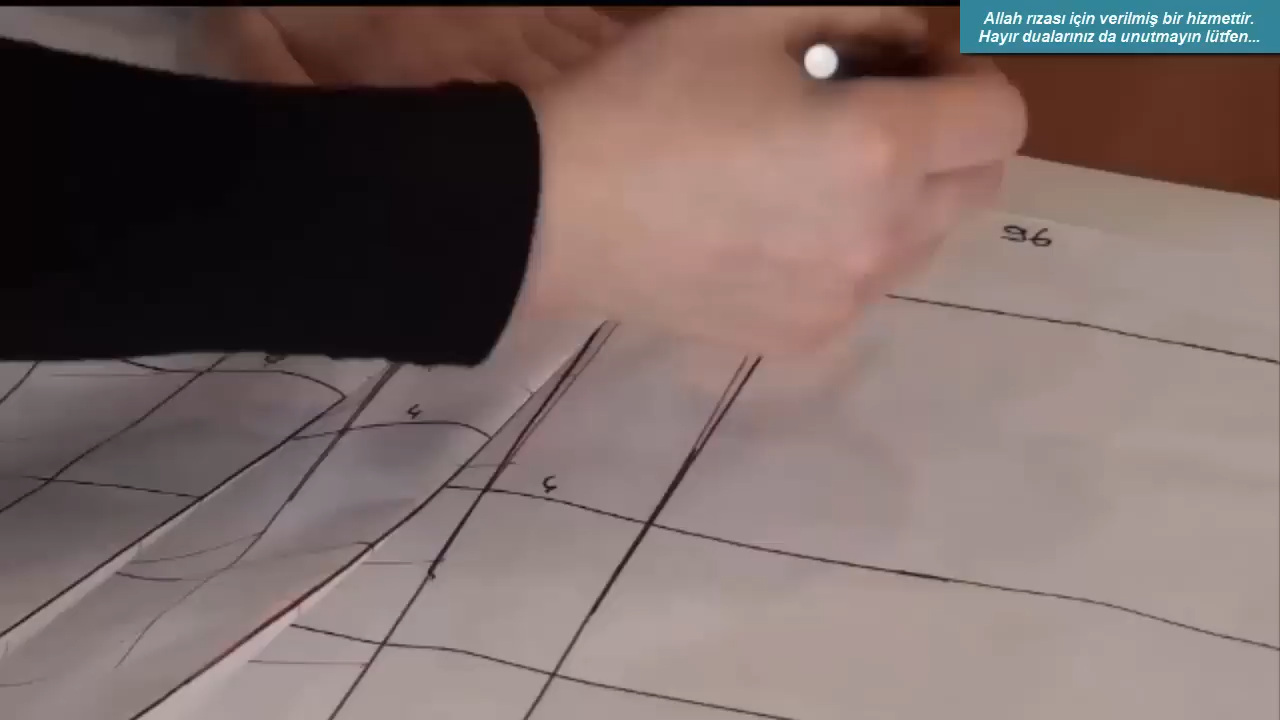 Allah rızası için verilmiş bir hizmettir.
Hayır dualarınız da unutmayın lütfen...
96
4
4